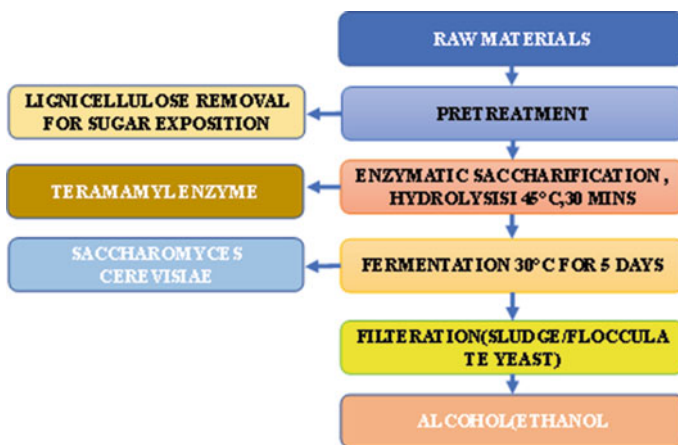 RAW MATERIALS
LIGNICELLULOSE REMOVAL
FOR SUGAR EXPOSITION
PRETREATMENT
TERAMAMYL ENZYME
ENZYMATIC SACCHARIFICATION,
HYDROLYSISI 45°C,30 MINS
SACCHAROMYCES
CEREVISIAE
FERMENTATION 30°C FOR 5 DAYS
FILTERATION(SLUDGE/FLOCCULA
TE YEAST)
ALCOHOL(ETHANOL